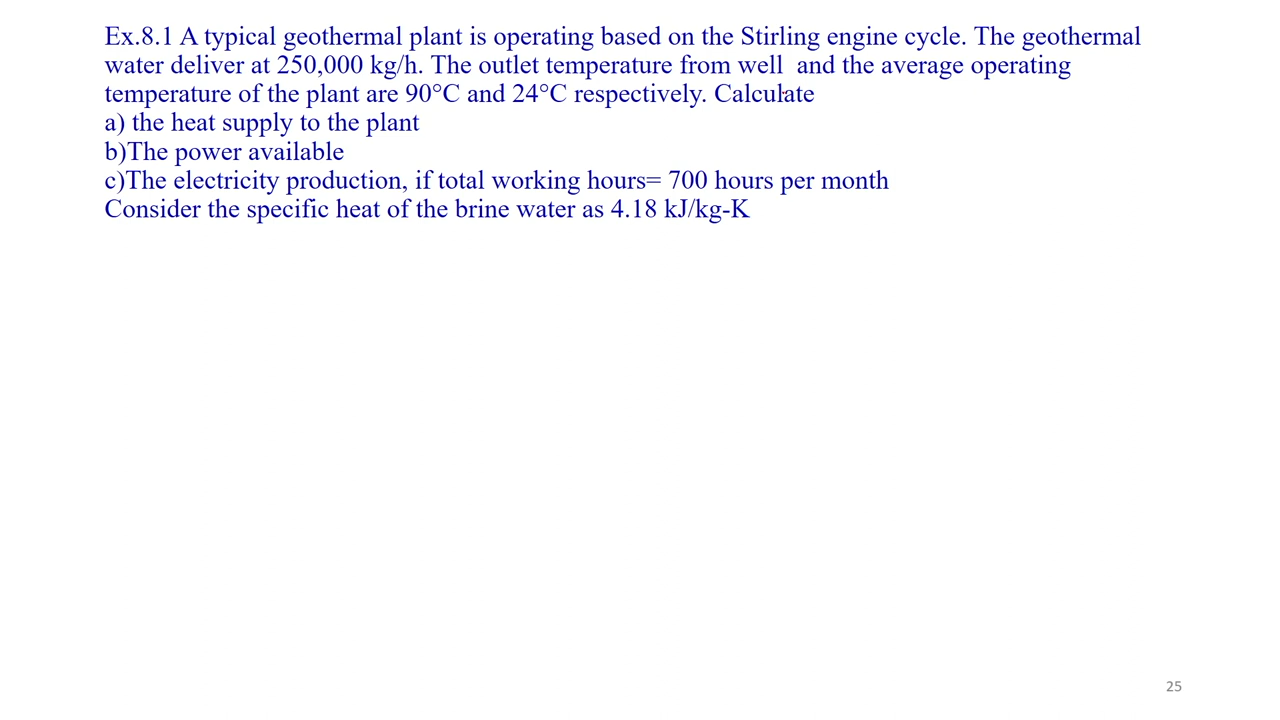 Ex.8.1 A typical geothermal plant is operating based on the Stirling engine cycle. The geothermal
water deliver at 250,000 kg/h. The outlet temperature from well  and the average operating
temperature of the plant are 90°C and 24°C respectively. Calculate
a) the heat supply to the plant
b)The power available
c)The electricity production, if total working hours= 700 hours per month
Consider the specific heat of the brine water as 4.18 kJ/kg-K
25